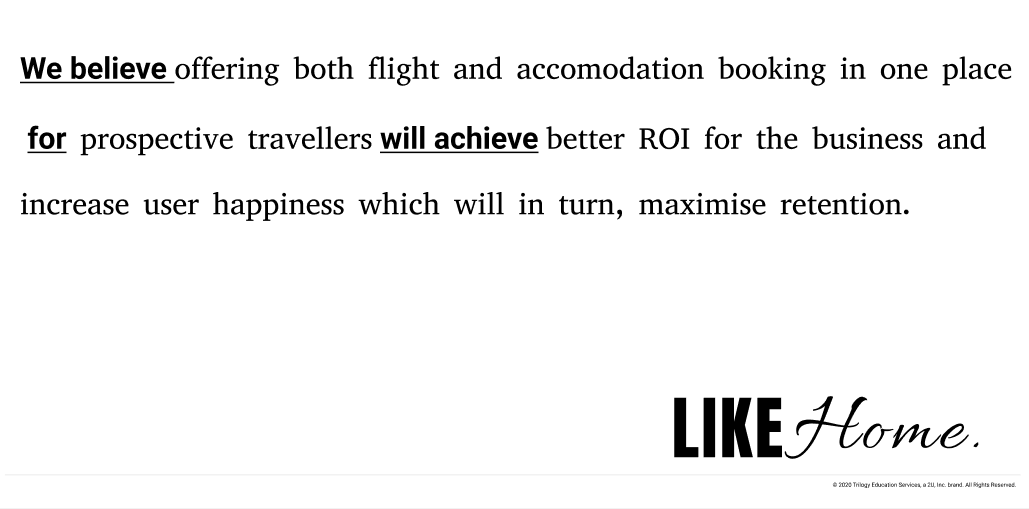 We believe offering both flight and accomodation booking in one place
for prospective travellers will achieve better ROI for the business and
increase user happiness which will in turn, maximise retention.
LIKE Home.
© 2020 Trilogy Education Services, a 2U, Inc. brand. All Rights Reserved.